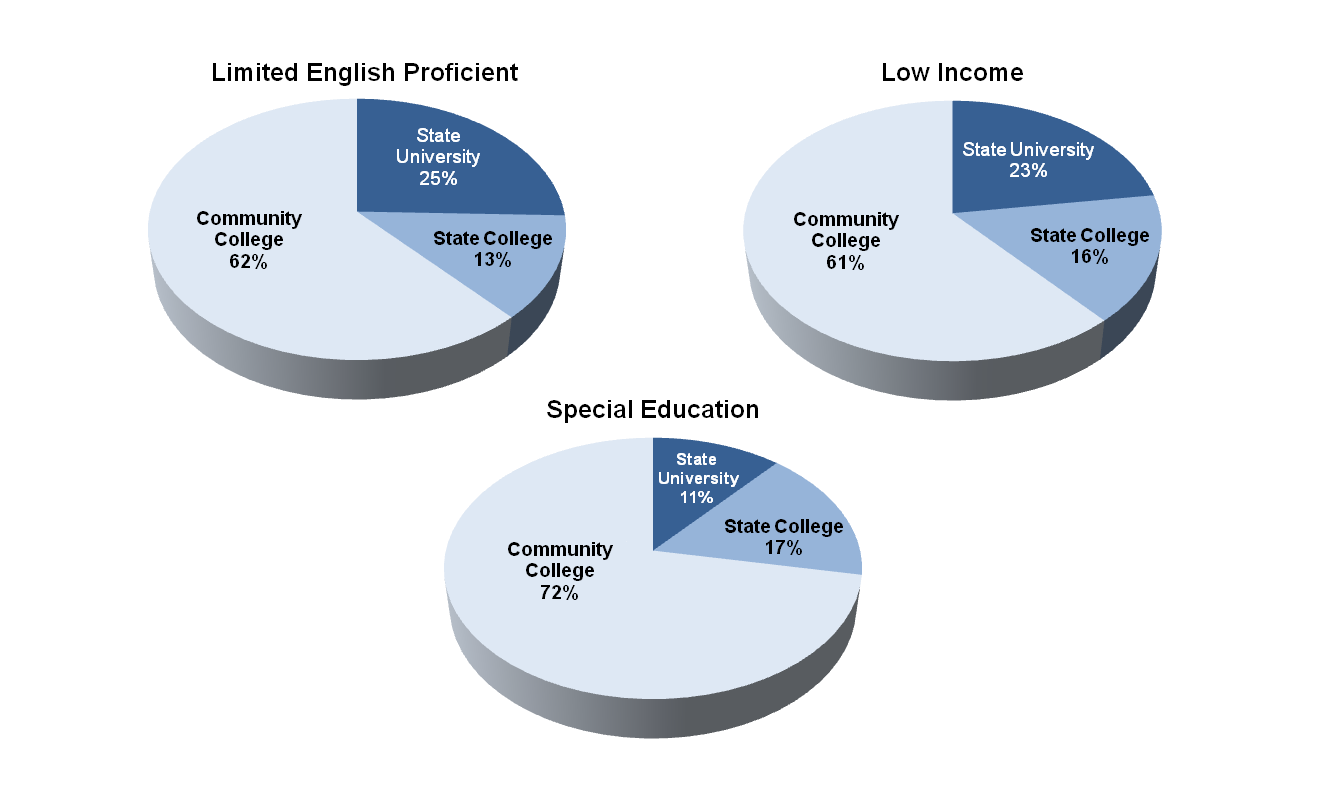 Limited English Proficient
State
University
25%
State College
13%
Community
College
62%
Low Income
State University
23%
State College
16%
Community
College
61%
Special Education
State
University
11%
State College
17%
Community
College
72%